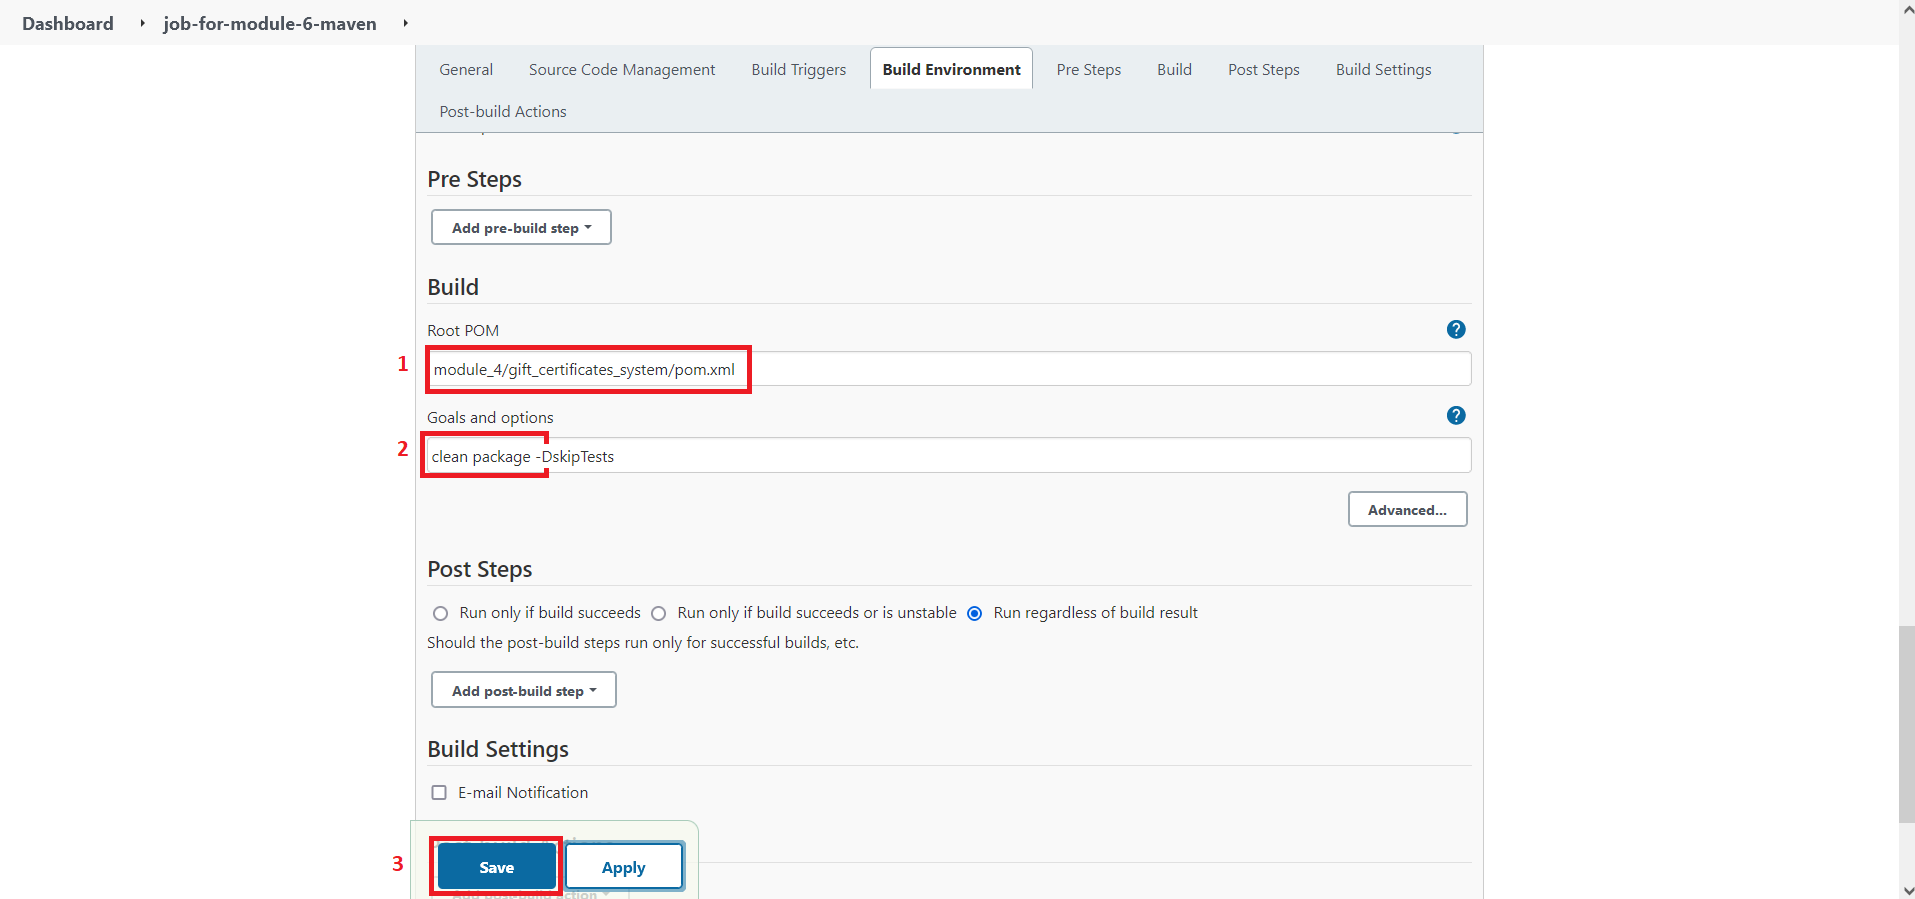 Dashboard job-for-module-6-maven
General Source Code Management Build Triggers Build Environment Pre Steps Build Post Steps Build Settings
Post-build Actions
Pre Steps
Add pre-build step
Build
Root POM ?
1 module_4/gift_certificates_system/pom.xml
Goals and options ?
2 clean package -DskipTests
Advanced...
Post Steps
Run only if build succeeds Run only if build succeeds or is unstable Run regardless of build result
Should the post-build steps run only for successful builds, etc.
Add post-build step
Build Settings
E-mail Notification
3 Save Apply
Add post-build action